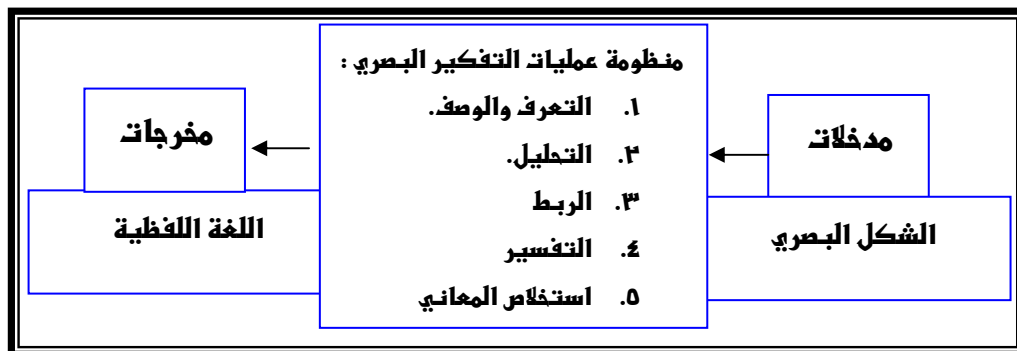 مدخلات
الشكل البصري
منظومة عمليات التفكير البصري :
١. التعرف والوصف.
٢. التحليل.
٣. الربط
٤. التفسير
٥. استخلاص المعاني
مخرجات
اللغة اللفظية